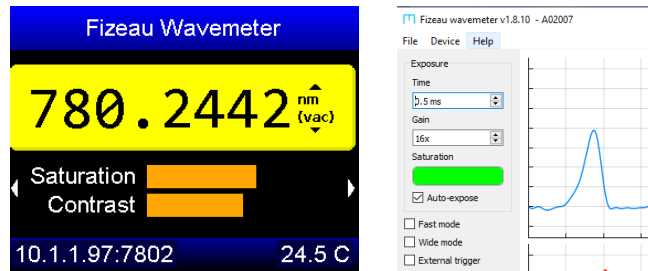 Fizeau Wavemeter
780.2442 nm (vac)
Saturation
Contrast
10.1.1.97:7802 24.5 C
Fizeau wavemeter v1.8.10 - A02007
File Device Help
Exposure
Time
0.5 ms
Gain
16x
Saturation
Auto-expose
Fast mode
Wide mode
External trigger